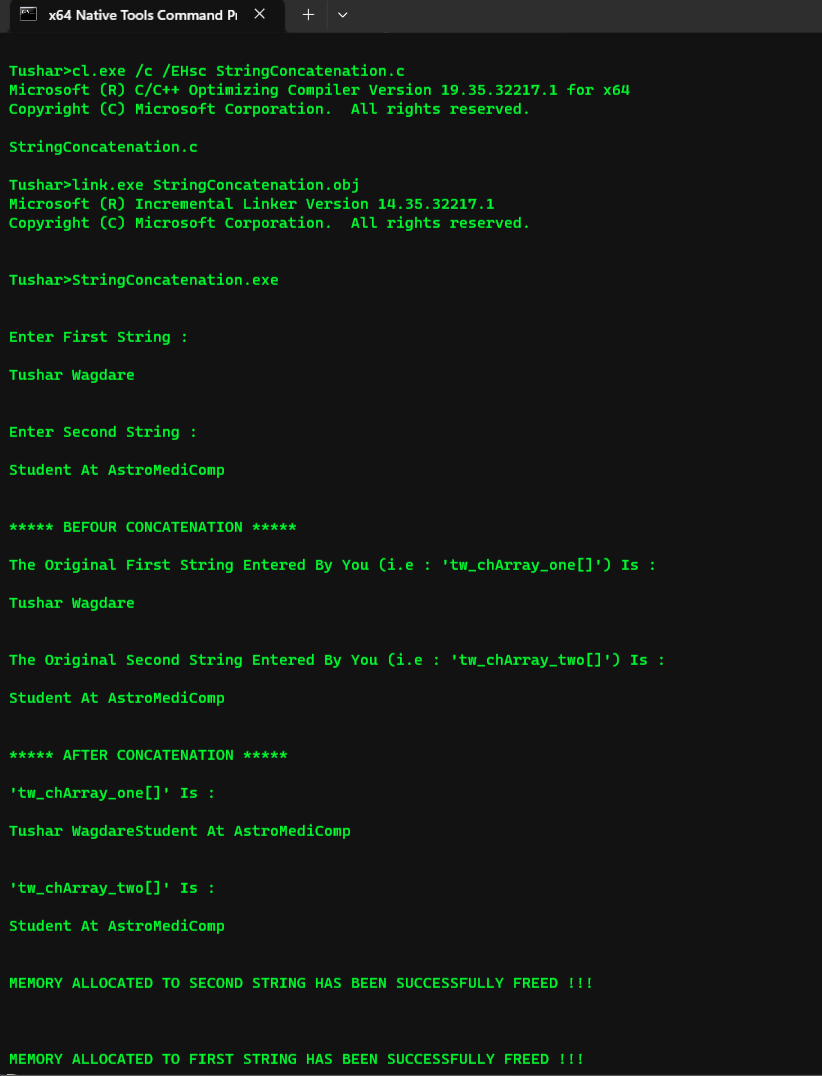 x64 Native Tools Command Pr
Tushar>cl.exe /c /EHsc StringConcatenation.c
Microsoft (R) C/C++ Optimizing Compiler Version 19.35.32217.1 for x64
Copyright (C) Microsoft Corporation.  All rights reserved.
StringConcatenation.c
Tushar>link.exe StringConcatenation.obj
Microsoft (R) Incremental Linker Version 14.35.32217.1
Copyright (C) Microsoft Corporation.  All rights reserved.
Tushar>StringConcatenation.exe
Enter First String :
Tushar Wagdare
Enter Second String :
Student At AstroMediComp
***** BEFOUR CONCATENATION *****
The Original First String Entered By You (i.e : 'tw_chArray_one[]') Is :
Tushar Wagdare
The Original Second String Entered By You (i.e : 'tw_chArray_two[]') Is :
Student At AstroMediComp
***** AFTER CONCATENATION *****
'tw_chArray_one[]' Is :
Tushar WagdareStudent At AstroMediComp
'tw_chArray_two[]' Is :
Student At AstroMediComp
MEMORY ALLOCATED TO SECOND STRING HAS BEEN SUCCESSFULLY FREED !!!
MEMORY ALLOCATED TO FIRST STRING HAS BEEN SUCCESSFULLY FREED !!!